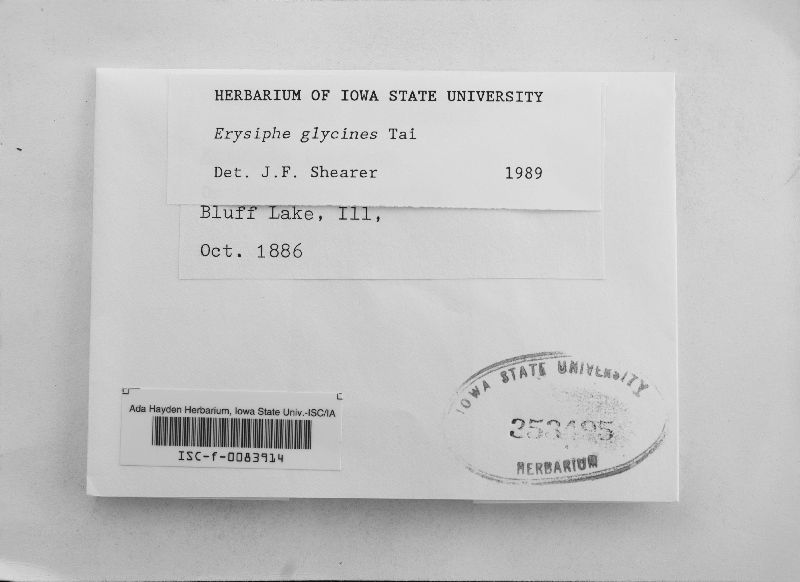 HERBARIUM OF IOWA STATE UNIVERSITY
Erysiphe glycines Tai
Det. J.F. Shearer 1989
Bluff Lake, Ill,
Oct. 1886
Ada Hayden Herbarium, Iowa State Univ.-ISC/IA
ISC-f-0083914
IOWA STATE UNIVERSITY
HERBARIUM